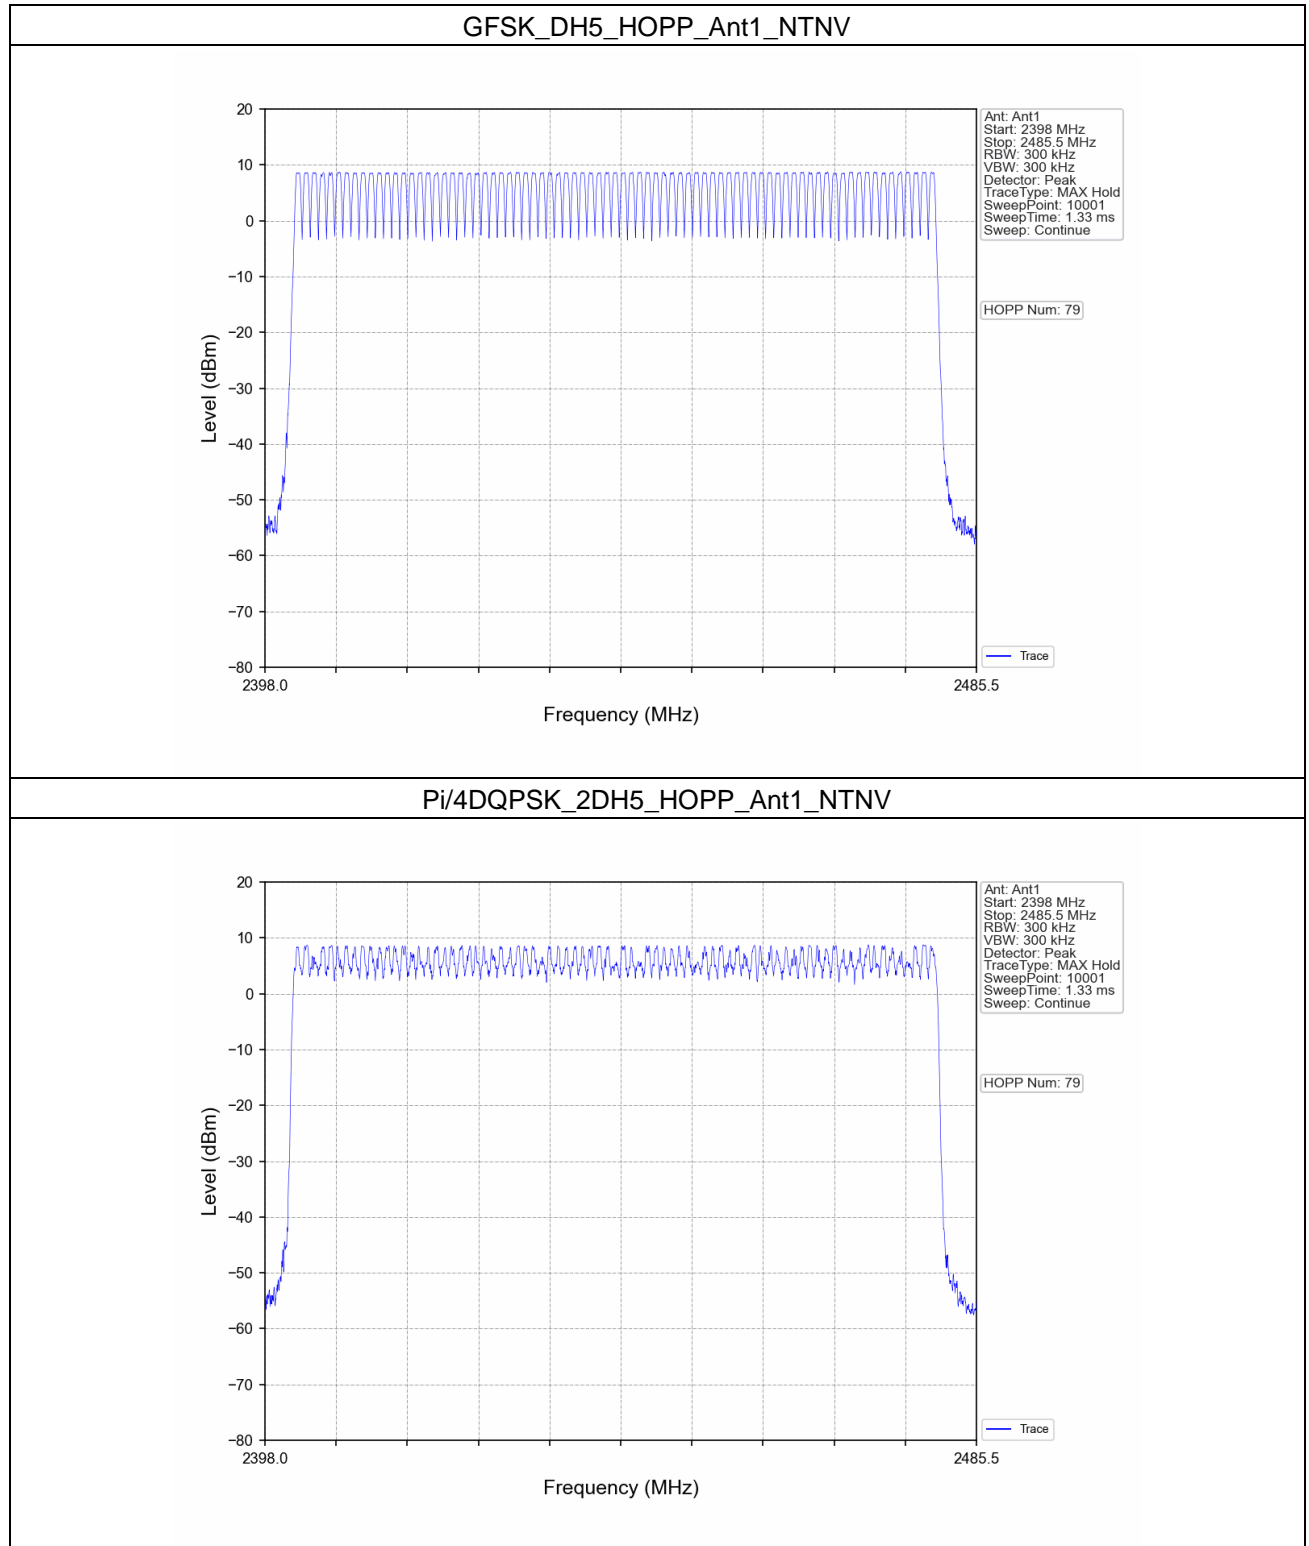 GFSK_DH5_HOPP_Ant1_NTNV
20
10
0
−10
−20
−30
−40
−50
−60
−70
−80
Level (dBm)
2398.0
2485.5
Frequency (MHz)
Ant: Ant1
Start: 2398 MHz
Stop: 2485.5 MHz
RBW: 300 kHz
VBW: 300 kHz
Detector: Peak
TraceType: MAX Hold
SweepPoint: 10001
SweepTime: 1.33 ms
Sweep: Continue
HOPP Num: 79
Trace
Pi/4DQPSK_2DH5_HOPP_Ant1_NTNV
20
10
0
−10
−20
−30
−40
−50
−60
−70
−80
Level (dBm)
2398.0
2485.5
Frequency (MHz)
Ant: Ant1
Start: 2398 MHz
Stop: 2485.5 MHz
RBW: 300 kHz
VBW: 300 kHz
Detector: Peak
TraceType: MAX Hold
SweepPoint: 10001
SweepTime: 1.33 ms
Sweep: Continue
HOPP Num: 79
Trace